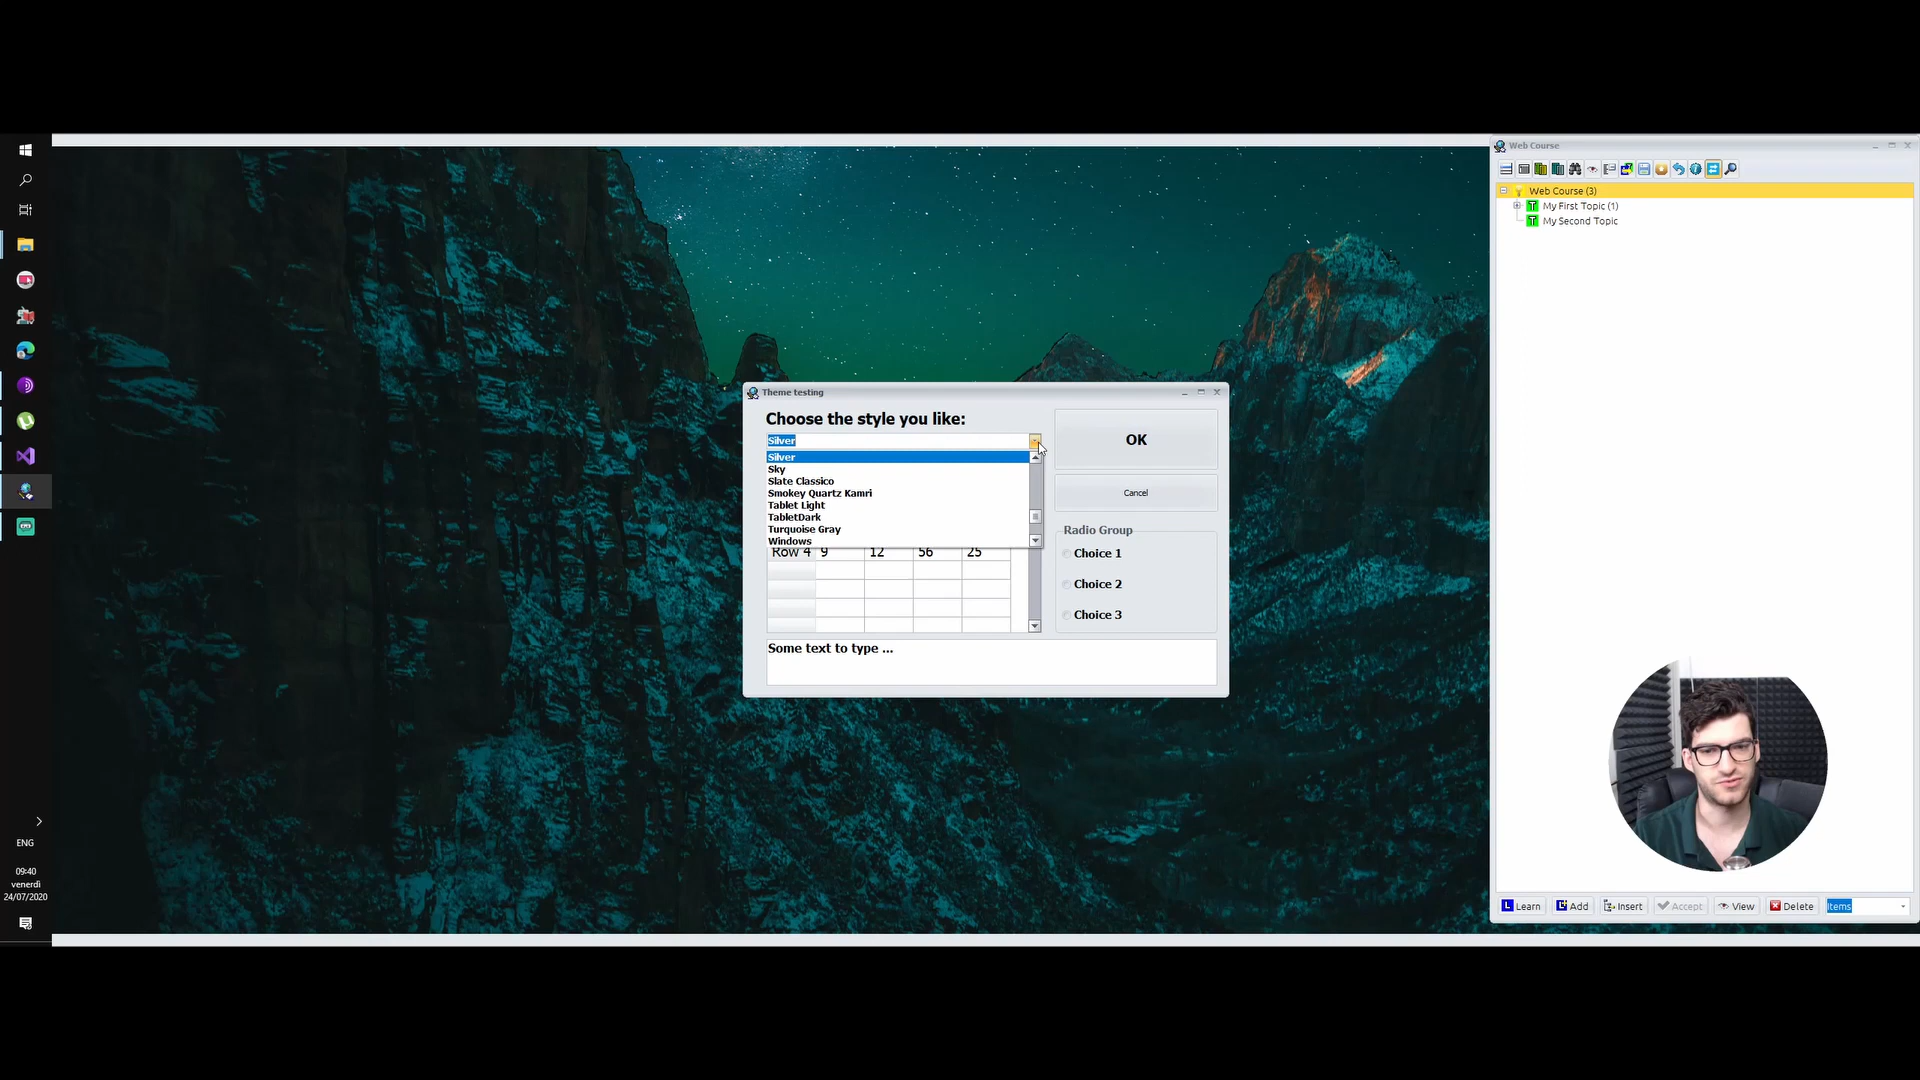 ENG
09:40
venerdì
24/07/2020
Theme testing
Choose the style you like:
Silver
Silver
Sky
Slate Classico
Smokey Quartz Kamri
Tablet Light
TabletDark
Turquoise Gray
Windows
Row 4 9 12 56 25
Some text to type ...
OK
Cancel
Radio Group
Choice 1
Choice 2
Choice 3
Web Course
Web Course (3)
T My First Topic (1)
T My Second Topic
L Learn Add Insert Accept View Delete Items